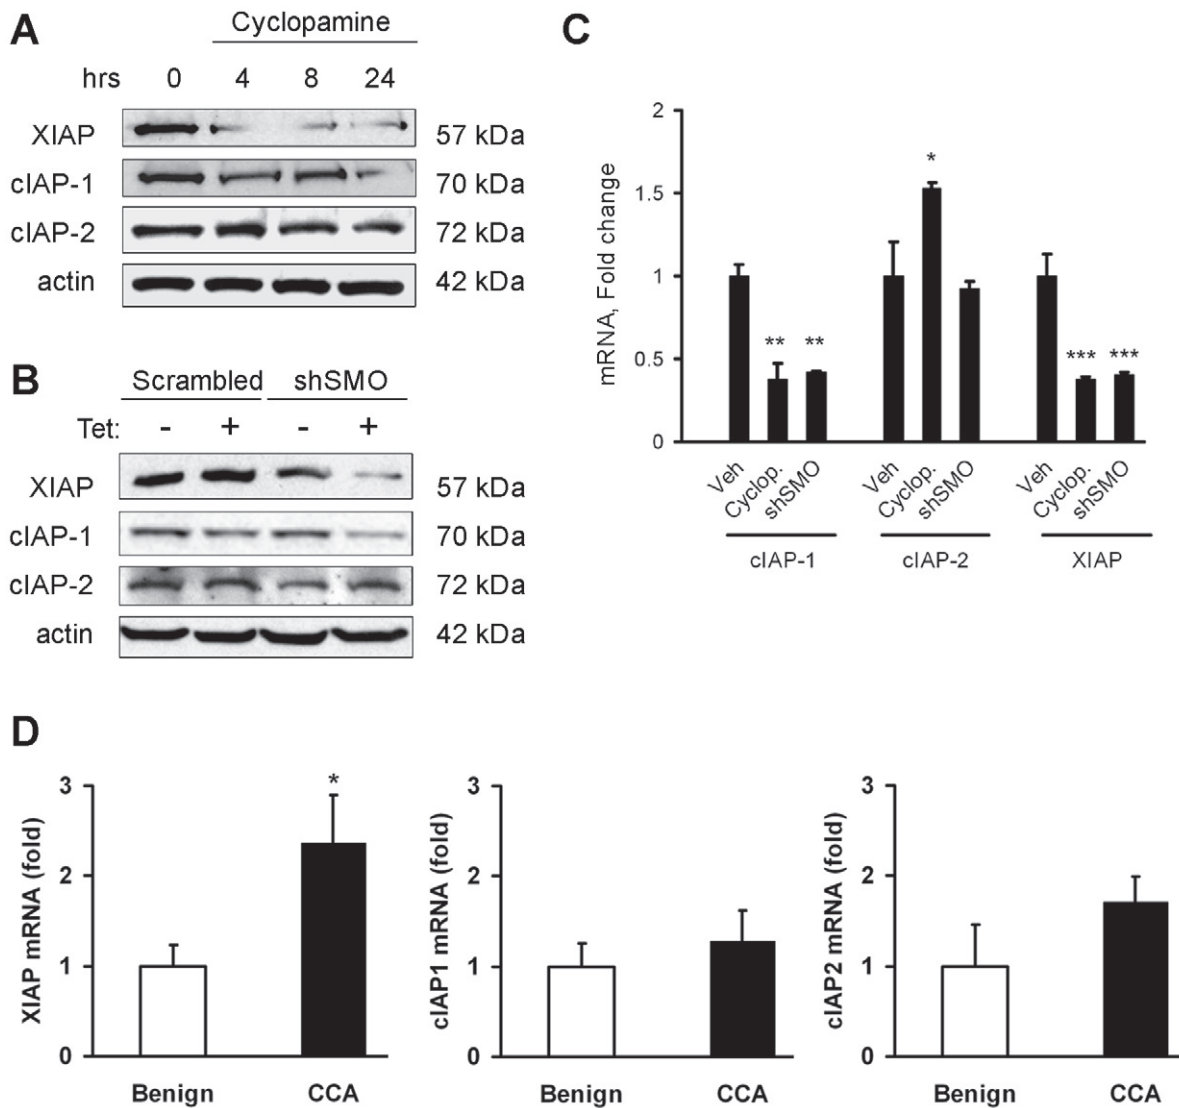 A
Cyclopamine
hrs 0 4 8 24
XIAP 57 kDa
cIAP-1 70 kDa
cIAP-2 72 kDa
actin 42 kDa
B
Scrambled shSMO
Tet: - + - +
XIAP 57 kDa
cIAP-1 70 kDa
cIAP-2 72 kDa
actin 42 kDa
C
mRNA, Fold change
2
1.5
1
0.5
0
** **
*
*** ***
Veh Cyclop. shSMO Veh Cyclop. shSMO Veh Cyclop. shSMO
cIAP-1 cIAP-2 XIAP
D
XIAP mRNA (fold)
3
2
1
0
*
Benign CCA
cIAP1 mRNA (fold)
3
2
1
0
Benign CCA
cIAP2 mRNA (fold)
3
2
1
0
Benign CCA